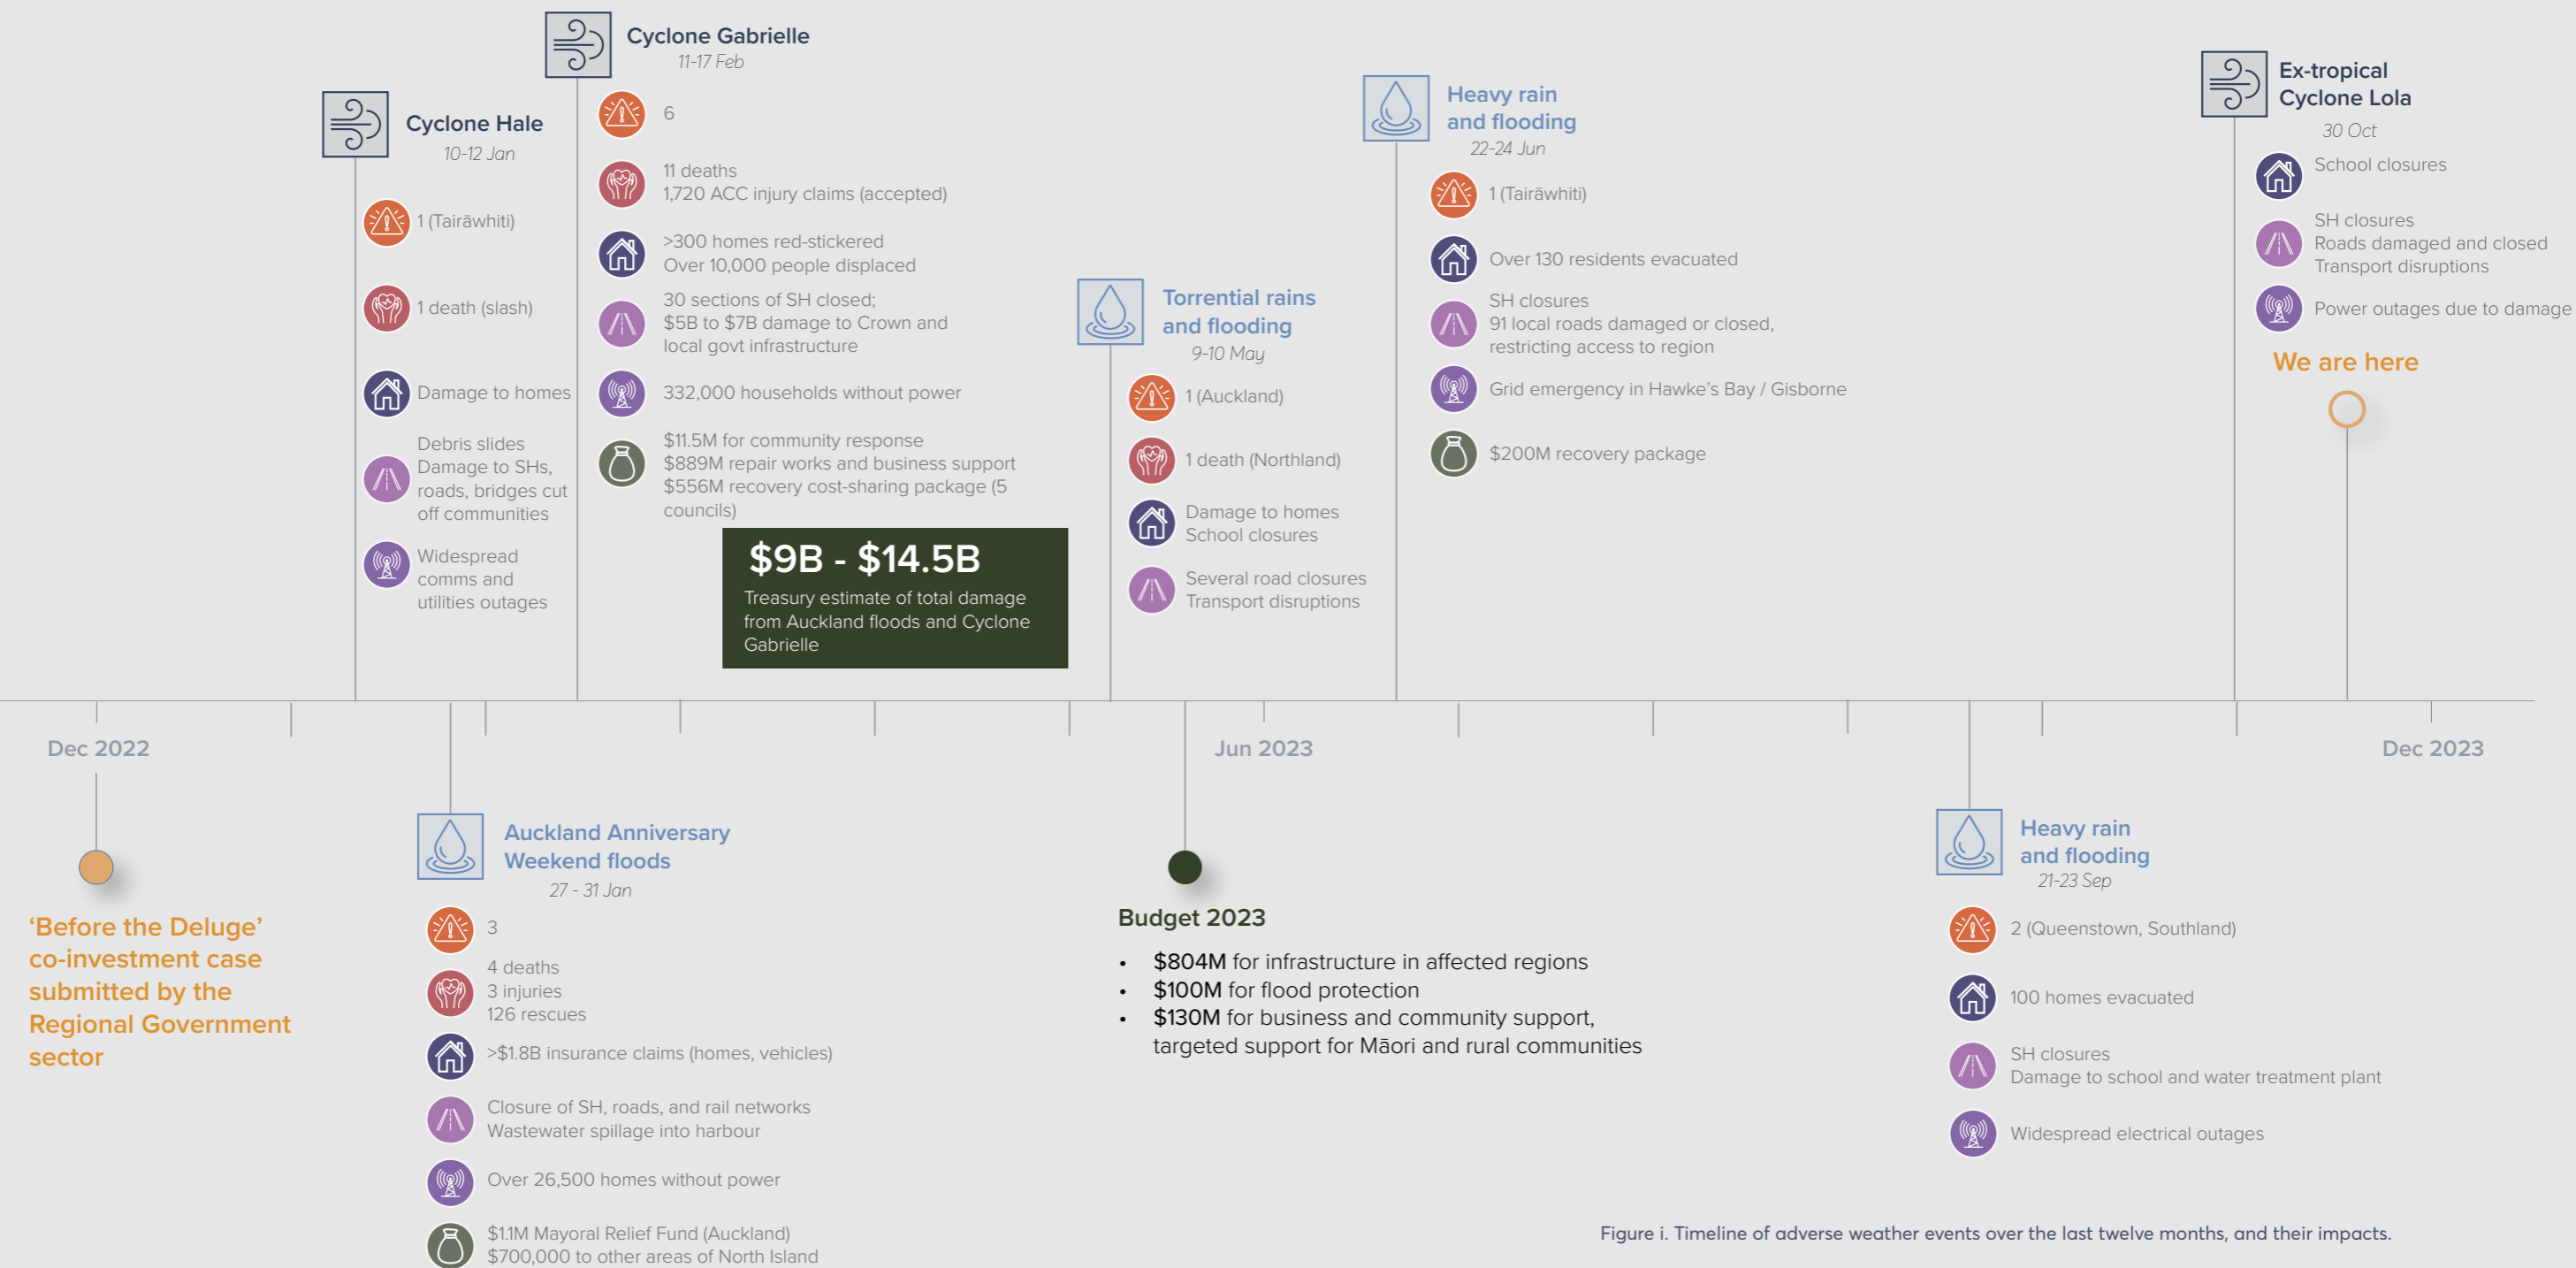 Cyclone Hale
10-12 Jan
1 (Tairāwhiti)
1 death (slash)
Damage to homes
Debris slides
Damage to SHs,
roads, bridges cut
off communities
Widespread
comms and
utilities outages
Cyclone Gabrielle
11-17 Feb
6
11 deaths
1,720 ACC injury claims (accepted)
>300 homes red-stickered
Over 10,000 people displaced
30 sections of SH closed;
$5B to $7B damage to Crown and
local govt infrastructure
332,000 households without power
$11.5M for community response
$889M repair works and business support
$556M recovery cost-sharing package (5
councils)
$9B - $14.5B
Treasury estimate of total damage
from Auckland floods and Cyclone
Gabrielle
Torrential rains
and flooding
9-10 May
1 (Auckland)
1 death (Northland)
Damage to homes
School closures
Several road closures
Transport disruptions
Heavy rain
and flooding
22-24 Jun
1 (Tairāwhiti)
Over 130 residents evacuated
SH closures
91 local roads damaged or closed,
restricting access to region
Grid emergency in Hawke's Bay / Gisborne
$200M recovery package
Ex-tropical
Cyclone Lola
30 Oct
School closures
SH closures
Roads damaged and closed
Transport disruptions
Power outages due to damage
We are here
Dec 2022
Jun 2023
Dec 2023
‘Before the Deluge’
co-investment case
submitted by the
Regional Government
sector
Auckland Anniversary
Weekend floods
27 - 31 Jan
3
4 deaths
3 injuries
126 rescues
>$1.8B insurance claims (homes, vehicles)
Closure of SH, roads, and rail networks
Wastewater spillage into harbour
Over 26,500 homes without power
$1.1M Mayoral Relief Fund (Auckland)
$700,000 to other areas of North Island
Budget 2023
• $804M for infrastructure in affected regions
• $100M for flood protection
• $130M for business and community support,
targeted support for Māori and rural communities
Heavy rain
and flooding
21-23 Sep
2 (Queenstown, Southland)
100 homes evacuated
SH closures
Damage to school and water treatment plant
Widespread electrical outages
Figure i. Timeline of adverse weather events over the last twelve months, and their impacts.